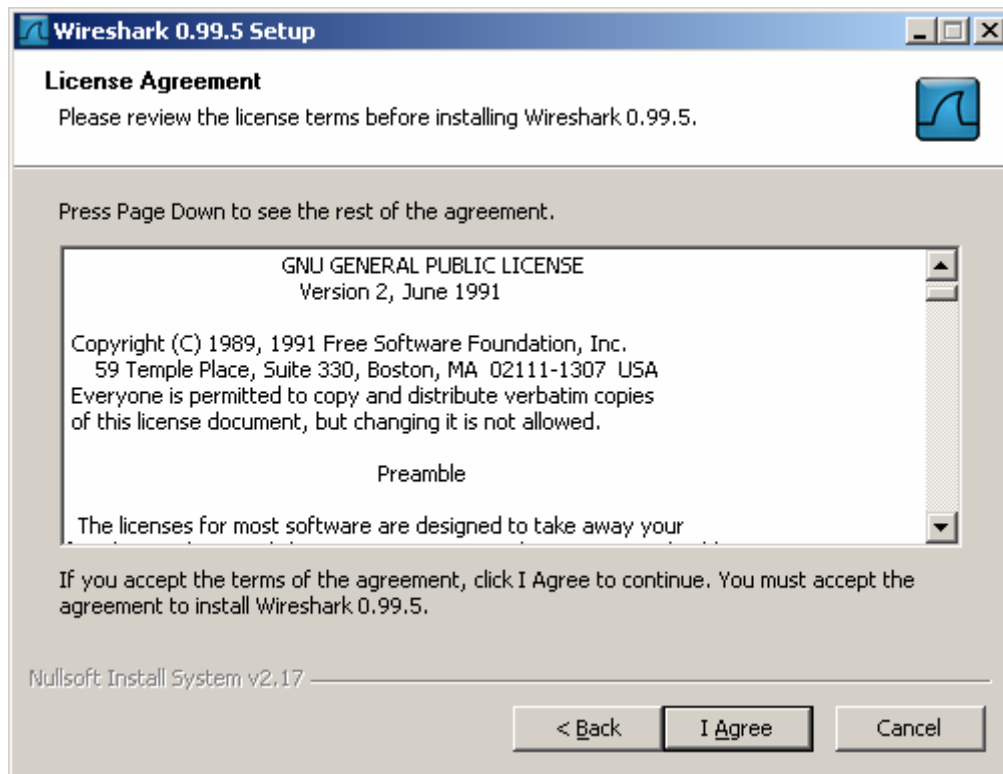 Wireshark 0.99.5 Setup
License Agreement
Please review the license terms before installing Wireshark 0.99.5.
Press Page Down to see the rest of the agreement.
GNU GENERAL PUBLIC LICENSE
Version 2, June 1991
Copyright (C) 1989, 1991 Free Software Foundation, Inc.
59 Temple Place, Suite 330, Boston, MA  02111-1307  USA
Everyone is permitted to copy and distribute verbatim copies
of this license document, but changing it is not allowed.
Preamble
The licenses for most software are designed to take away your
If you accept the terms of the agreement, click I Agree to continue. You must accept the
agreement to install Wireshark 0.99.5.
Nullsoft Install System v2.17
< Back I Agree Cancel